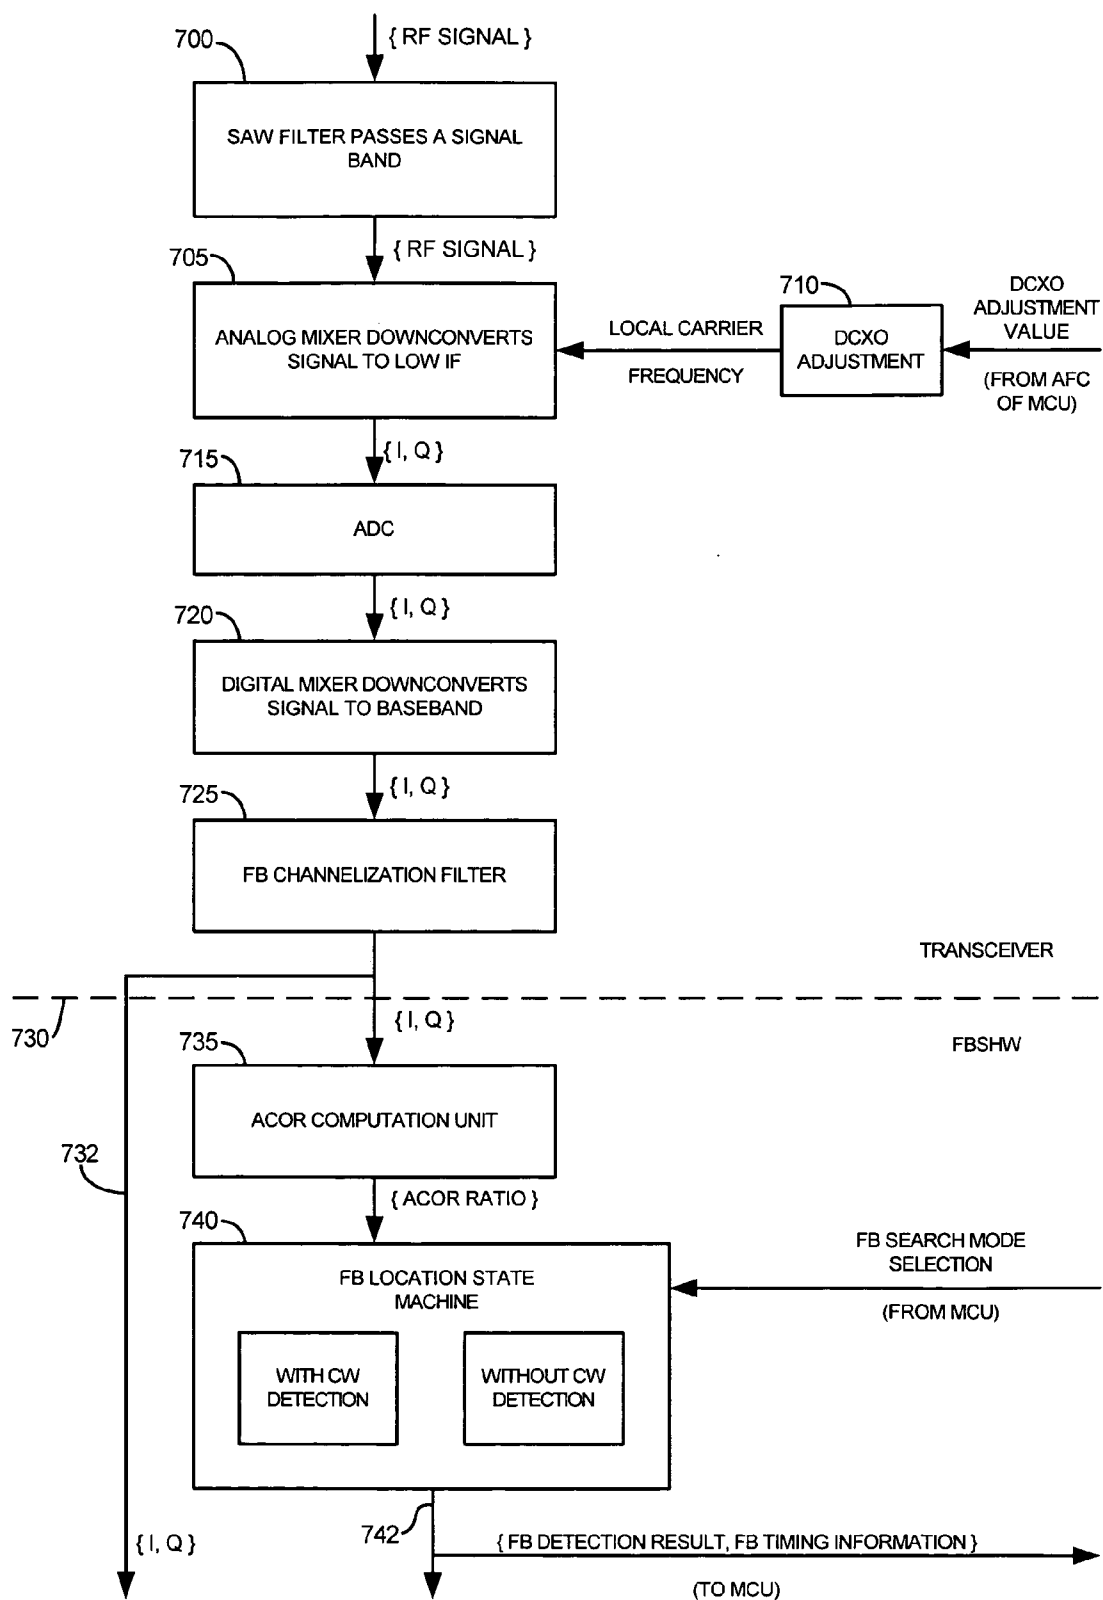 { RF SIGNAL }
700
SAW FILTER PASSES A SIGNAL
BAND
{ RF SIGNAL }
705
ANALOG MIXER DOWNCONVERTS
SIGNAL TO LOW IF
LOCAL CARRIER
FREQUENCY
710
DCXO
ADJUSTMENT
DCXO
ADJUSTMENT
VALUE
(FROM AFC
OF MCU)
{ I, Q }
715
ADC
{ I, Q }
720
DIGITAL MIXER DOWNCONVERTS
SIGNAL TO BASEBAND
{ I, Q }
725
FB CHANNELIZATION FILTER
TRANSCEIVER
730
{ I, Q }
FBSHW
735
ACOR COMPUTATION UNIT
732
{ ACOR RATIO }
740
FB LOCATION STATE
MACHINE
FB SEARCH MODE
SELECTION
(FROM MCU)
WITH CW
DETECTION
WITHOUT CW
DETECTION
742
{ I, Q }
{ FB DETECTION RESULT, FB TIMING INFORMATION }
(TO MCU)